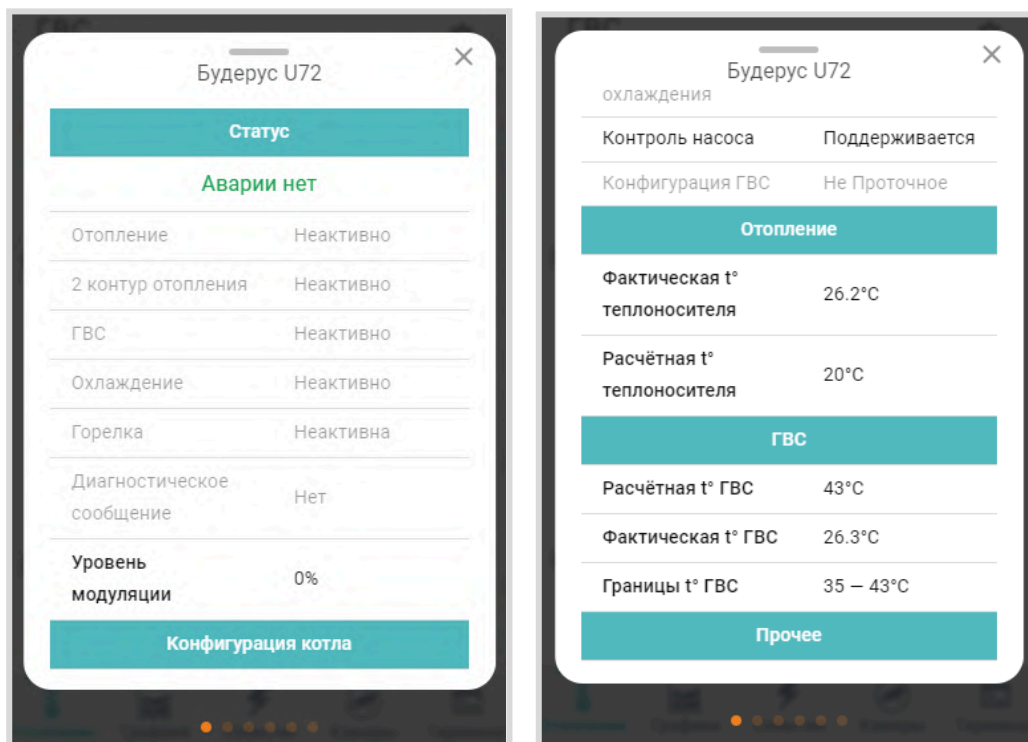 ГВС
Будерус U72
Статус
Аварии нет
Отопление Неактивно
2 контур отопления Неактивно
ГВС Неактивно
Охлаждение Неактивно
Горелка Неактивна
Диагностическое
сообщение Нет
Уровень
модуляции 0%
Конфигурация котла
ГВС
Будерус U72
охлаждения
Контроль насоса Поддерживается
Конфигурация ГВС Не Проточное
Отопление
Фактическая t°
теплоносителя 26.2°C
Расчётная t°
теплоносителя 20°C
ГВС
Расчётная t° ГВС 43°C
Фактическая t° ГВС 26.3°C
Границы t° ГВС 35 — 43°C
Прочее